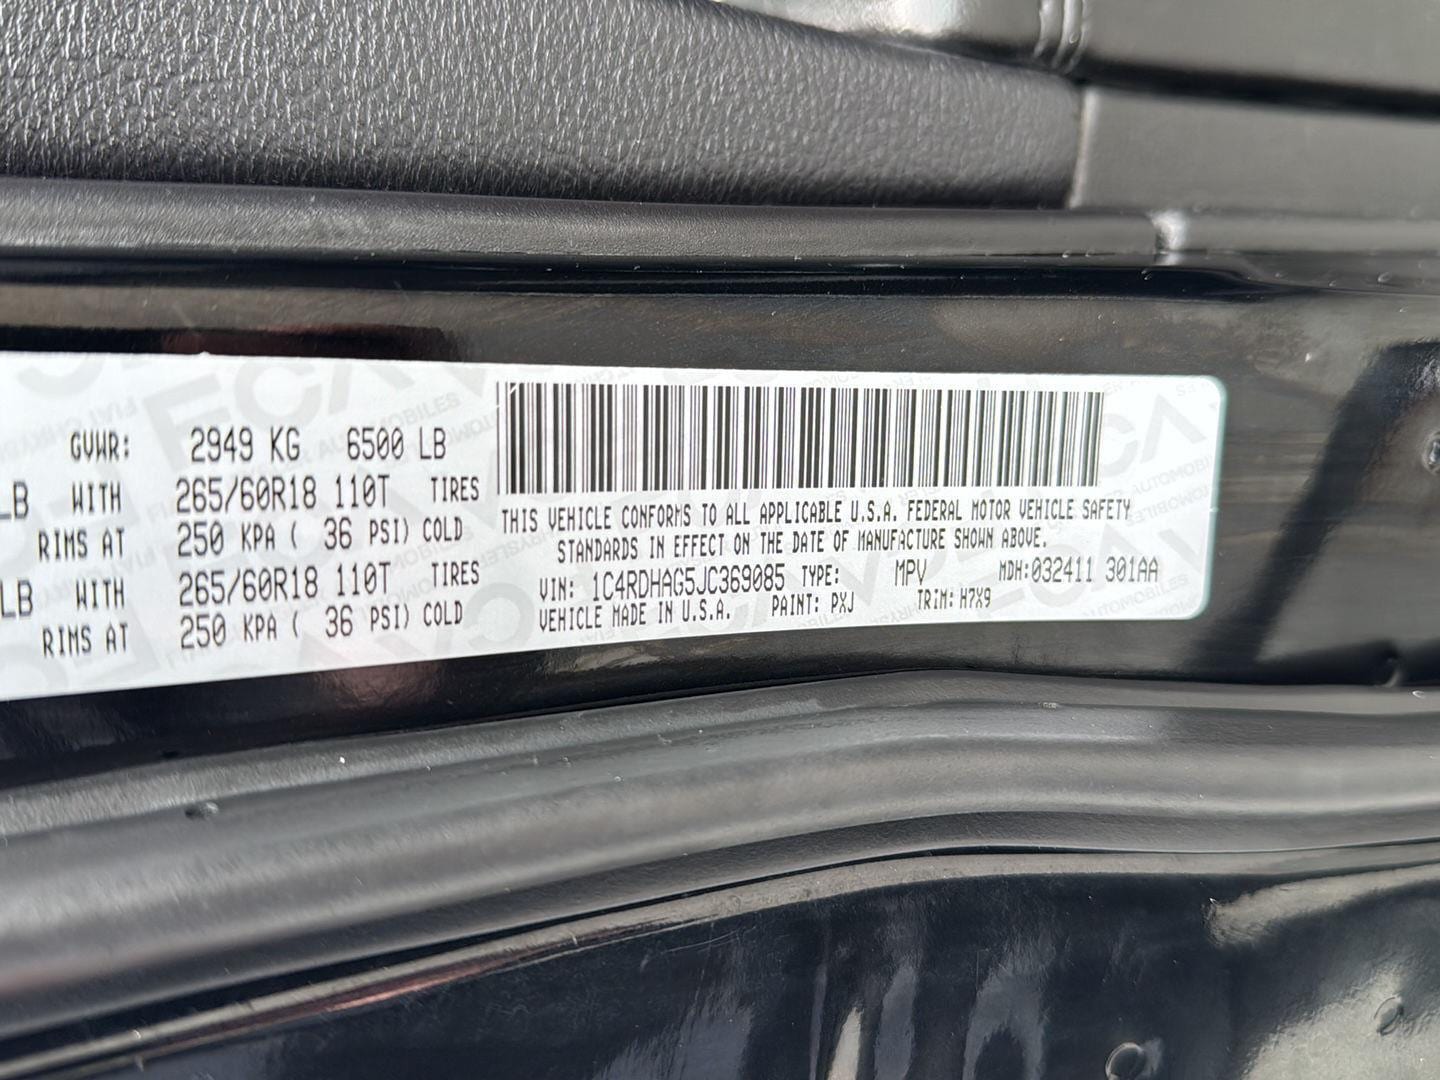 GVWR: 2949 KG 6500 LB
LB WITH 265/60R18 110T TIRES
RIMS AT 250 KPA ( 36 PSI) COLD
LB WITH 265/60R18 110T TIRES
RIMS AT 250 KPA ( 36 PSI) COLD
THIS VEHICLE CONFORMS TO ALL APPLICABLE U.S.A. FEDERAL MOTOR VEHICLE SAFETY
STANDARDS IN EFFECT ON THE DATE OF MANUFACTURE SHOWN ABOVE.
VIN: 1C4RDHAG5JC369085 TYPE: MPV MDH: 032411 301AA
VEHICLE MADE IN U.S.A. PAINT: PXJ TRIM: H7X9